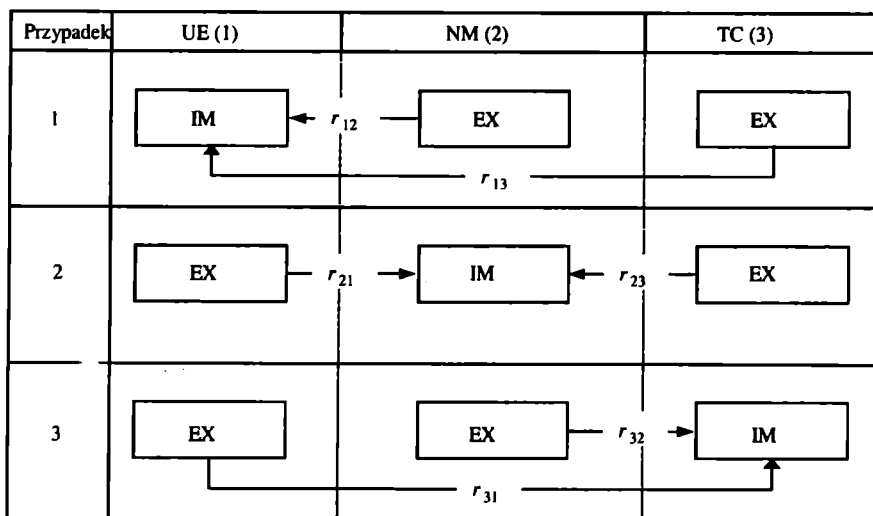 Przypadek UE (1) NM (2) TC (3)
1 IM r12 EX EX
r13
2 EX r21 IM r23 EX
3 EX EX r32 IM
r31